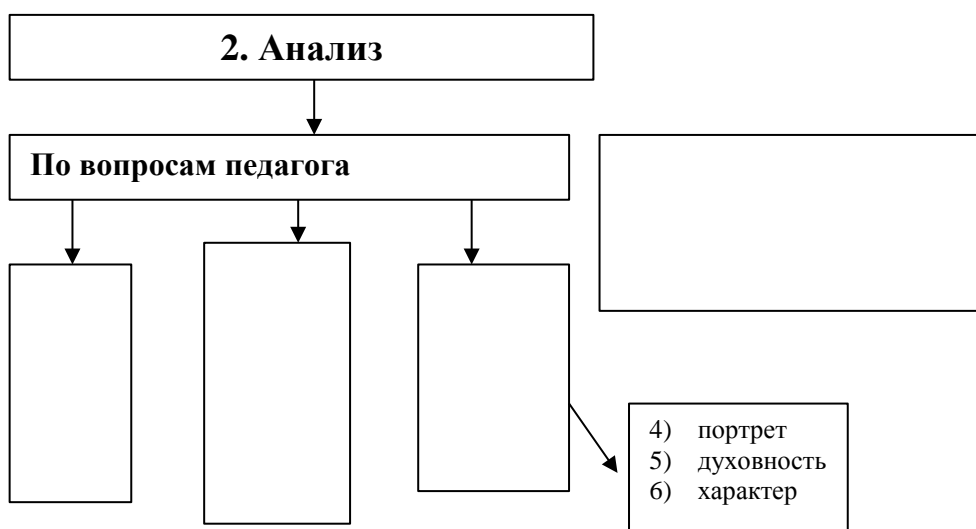 2. Анализ
По вопросам педагога
4) портрет
5) духовность
6) характер